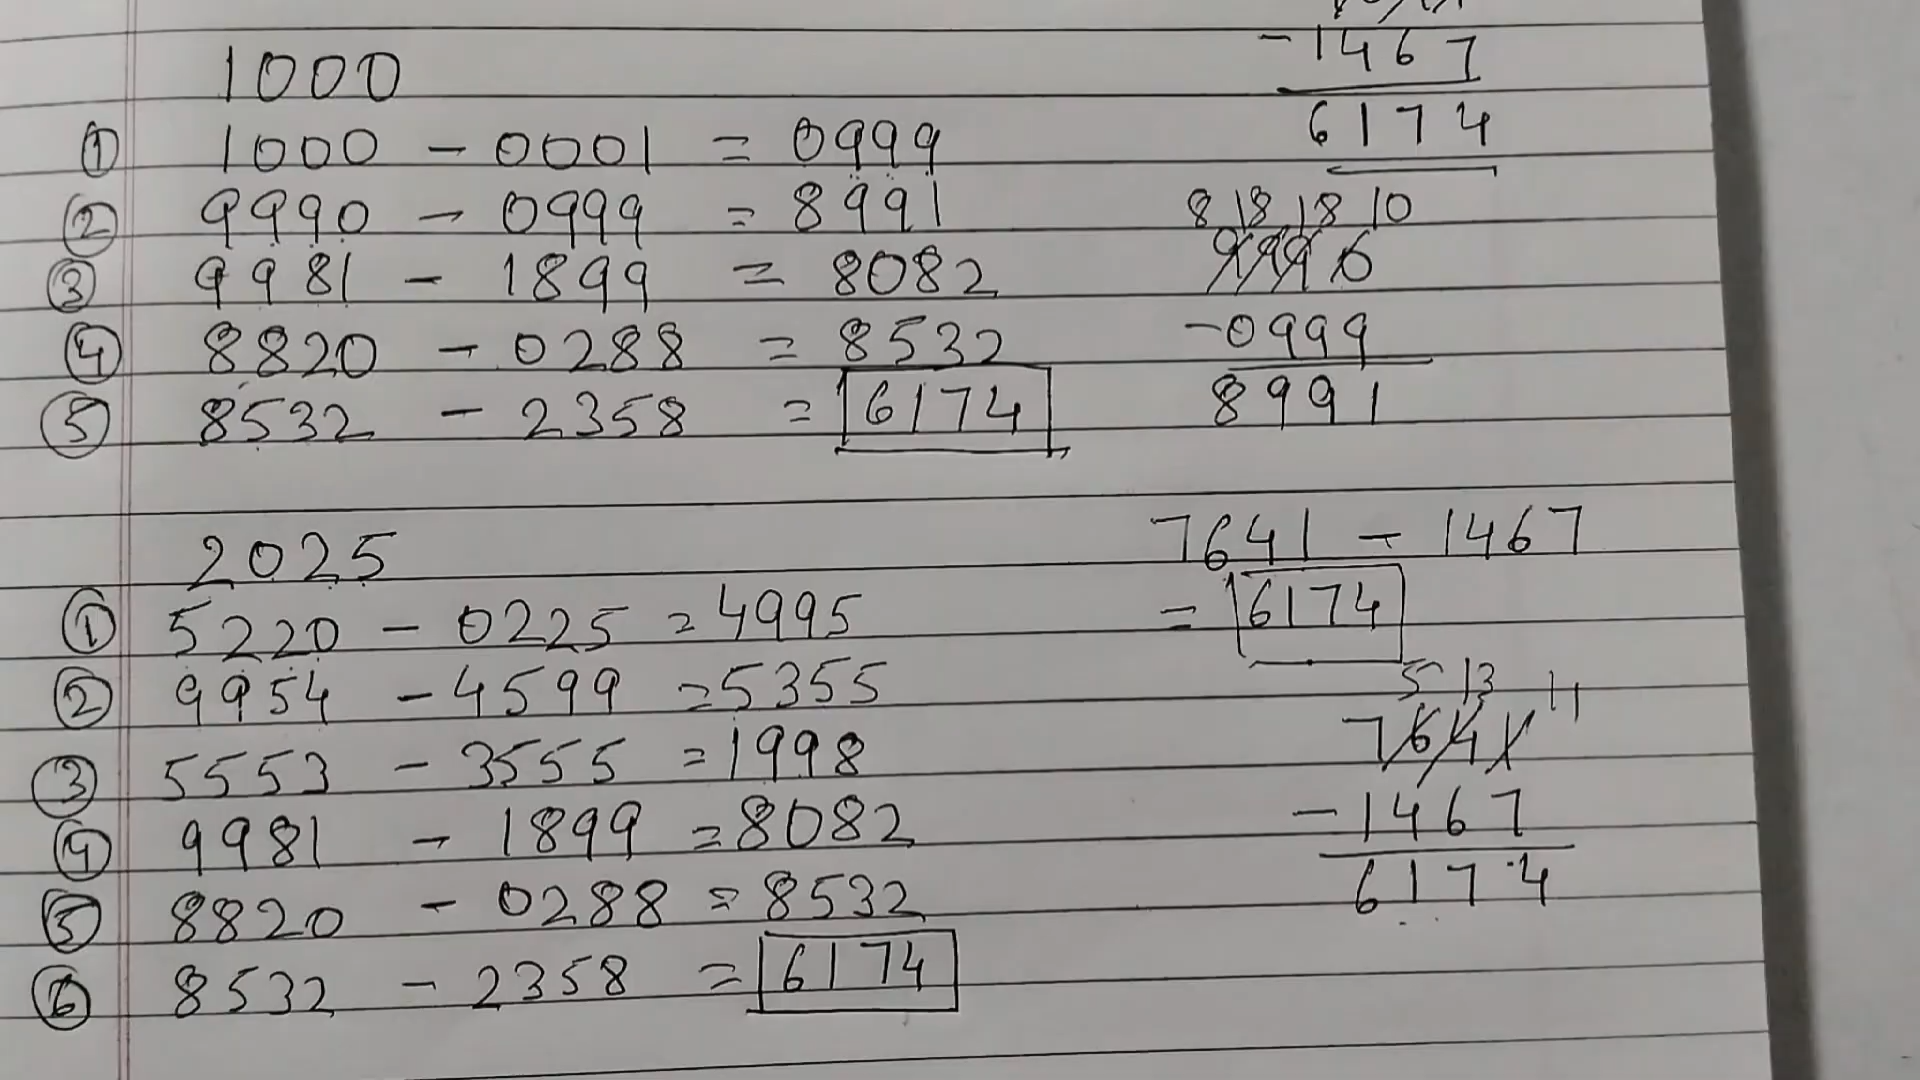 1000
① 1000 - 0001 = 0999
② 9990 - 0999 = 8991
③ 9981 - 1899 = 8082
④ 8820 - 0288 = 8532
⑤ 8532 - 2358 = 6174
2025
① 5220 - 0225 = 4995
② 9954 - 4599 = 5355
③ 5553 - 3555 = 1998
④ 9981 - 1899 = 8082
⑤ 8820 - 0288 = 8532
⑥ 8532 - 2358 = 6174
- 1467
6174
8 18 18 10
9990
- 0999
8991
7641 - 1467
= 6174
5 13 11
7641
- 1467
6174